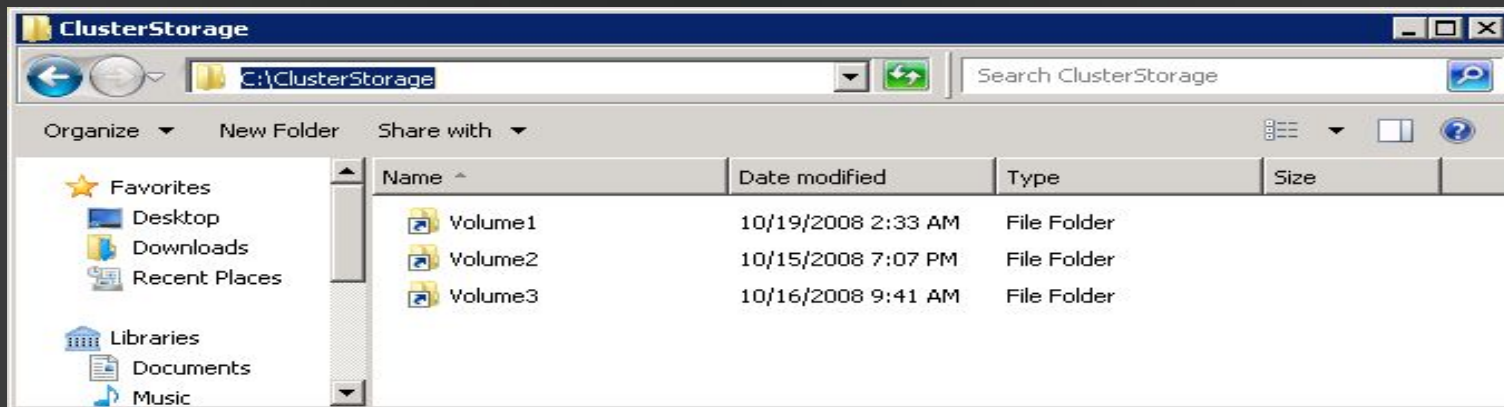 ClusterStorage
C:\ClusterStorage
Search ClusterStorage
Organize New Folder Share with
Name Date modified Type Size
Favorites
Desktop
Downloads
Recent Places
Libraries
Documents
Music
Volume1 10/19/2008 2:33 AM File Folder
Volume2 10/15/2008 7:07 PM File Folder
Volume3 10/16/2008 9:41 AM File Folder